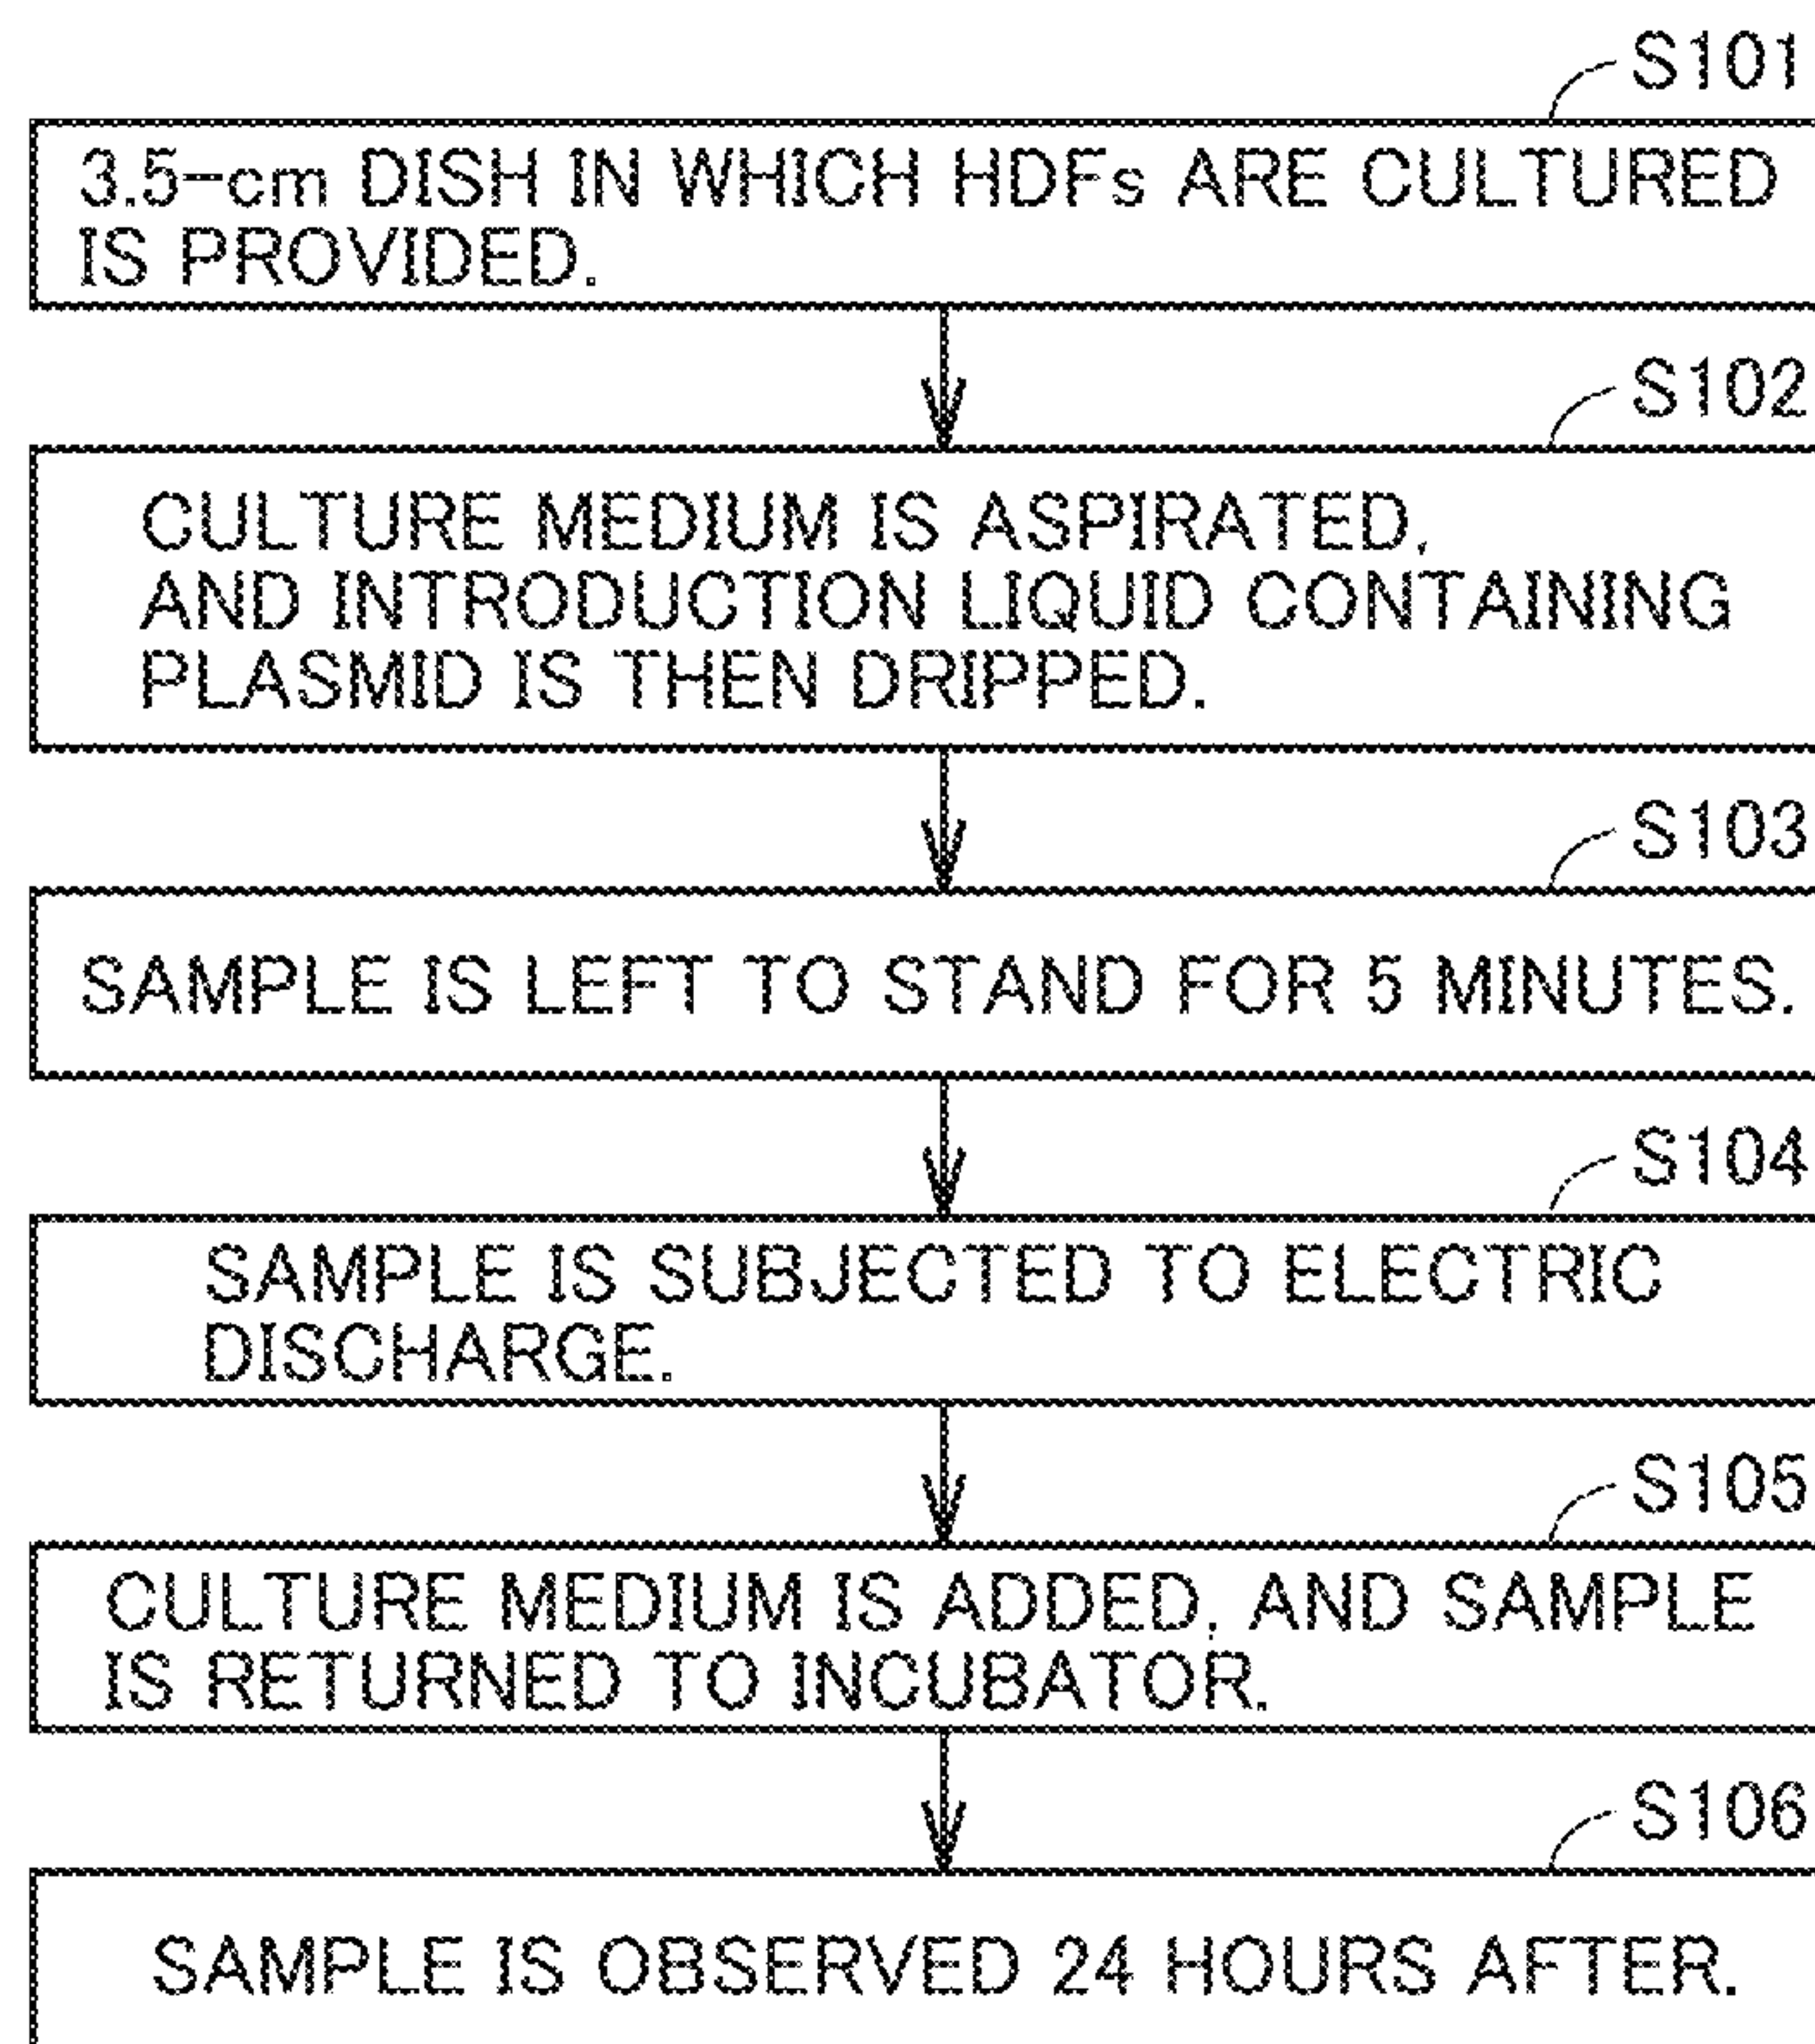 S101
3.5-cm DISH IN WHICH HDFs ARE CULTURED
IS PROVIDED.
S102
CULTURE MEDIUM IS ASPIRATED,
AND INTRODUCTION LIQUID CONTAINING
PLASMID IS THEN DRIPPED.
S103
SAMPLE IS LEFT TO STAND FOR 5 MINUTES.
S104
SAMPLE IS SUBJECTED TO ELECTRIC
DISCHARGE.
S105
CULTURE MEDIUM IS ADDED, AND SAMPLE
IS RETURNED TO INCUBATOR.
S106
SAMPLE IS OBSERVED 24 HOURS AFTER.